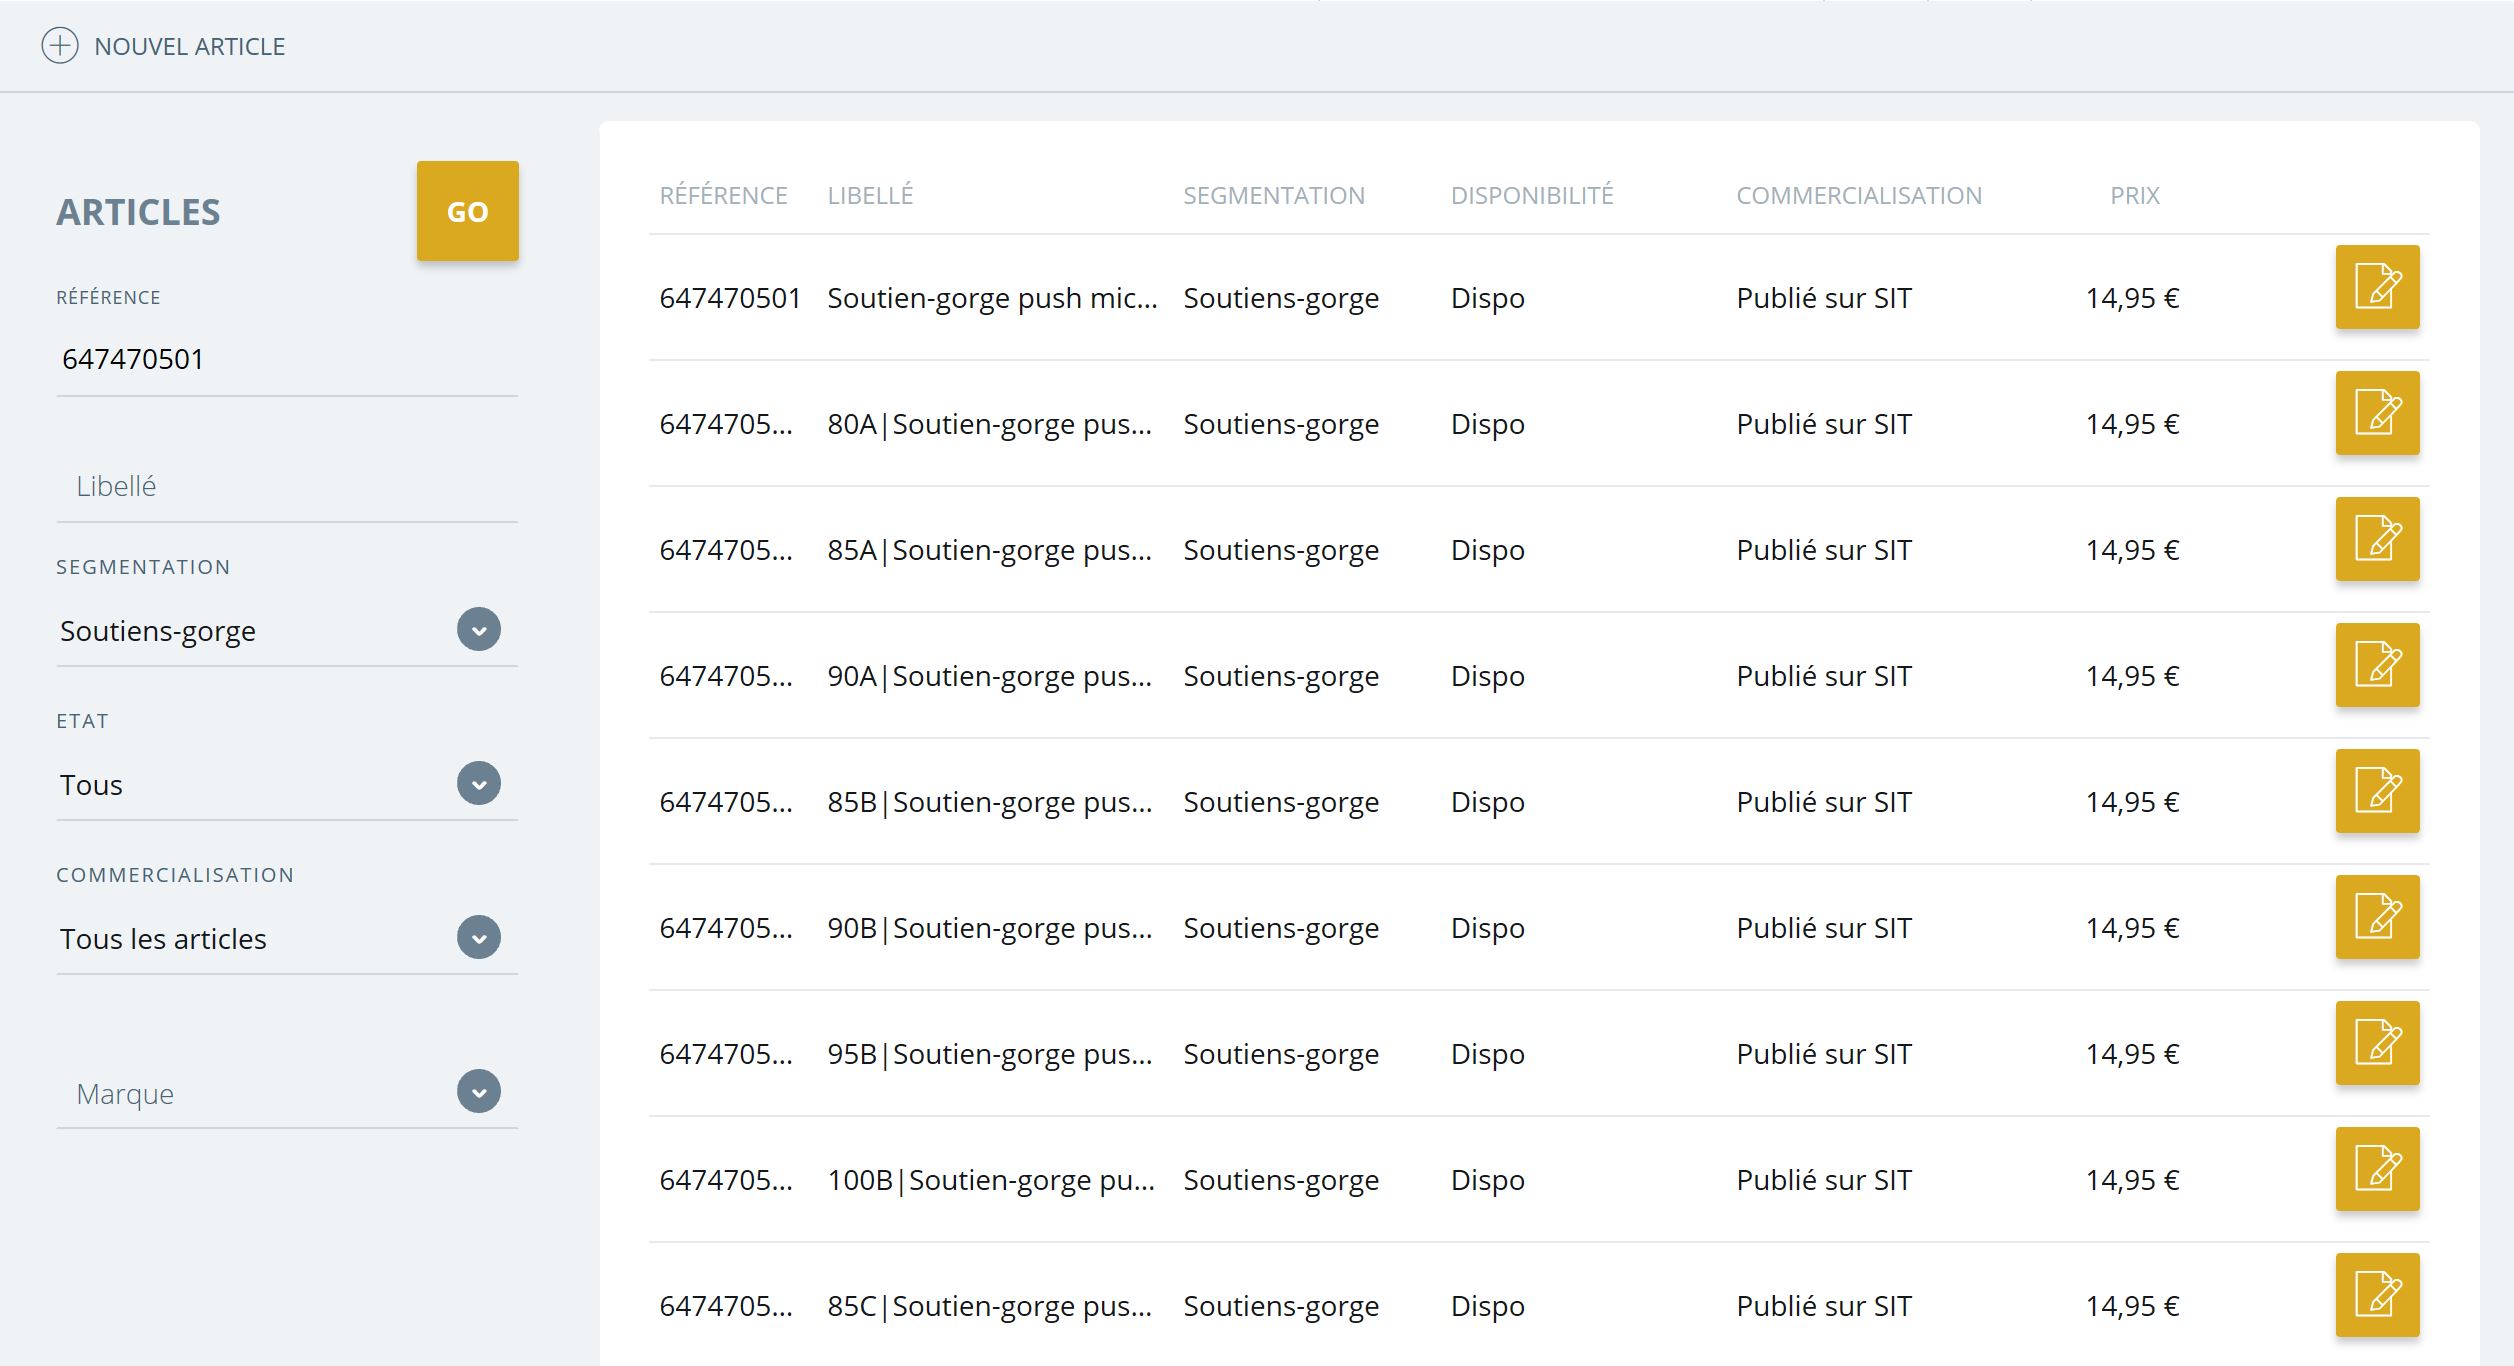 NOUVEL ARTICLE
ARTICLES
GO
RÉFÉRENCE
647470501
Libellé
SEGMENTATION
Soutiens-gorge
ETAT
Tous
COMMERCIALISATION
Tous les articles
Marque
RÉFÉRENCE LIBELLÉ SEGMENTATION DISPONIBILITÉ COMMERCIALISATION PRIX
647470501 Soutien-gorge push mic... Soutiens-gorge Dispo Publié sur SIT 14,95 €
6474705... 80A|Soutien-gorge pus... Soutiens-gorge Dispo Publié sur SIT 14,95 €
6474705... 85A|Soutien-gorge pus... Soutiens-gorge Dispo Publié sur SIT 14,95 €
6474705... 90A|Soutien-gorge pus... Soutiens-gorge Dispo Publié sur SIT 14,95 €
6474705... 85B|Soutien-gorge pus... Soutiens-gorge Dispo Publié sur SIT 14,95 €
6474705... 90B|Soutien-gorge pus... Soutiens-gorge Dispo Publié sur SIT 14,95 €
6474705... 95B|Soutien-gorge pus... Soutiens-gorge Dispo Publié sur SIT 14,95 €
6474705... 100B|Soutien-gorge pu... Soutiens-gorge Dispo Publié sur SIT 14,95 €
6474705... 85C|Soutien-gorge pus... Soutiens-gorge Dispo Publié sur SIT 14,95 €